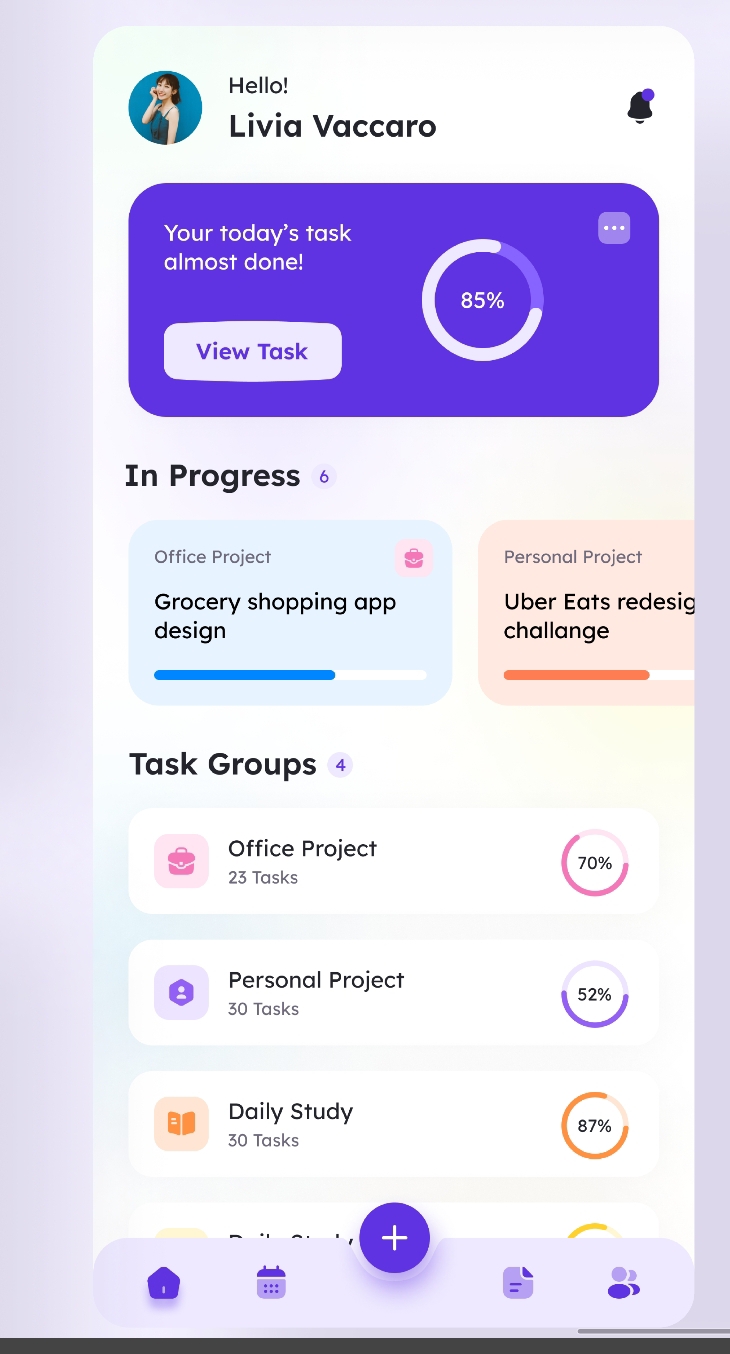 Hello!
Livia Vaccaro
Your today’s task
almost done!
85%
View Task
In Progress 6
Office Project
Grocery shopping app
design
Personal Project
Uber Eats redesig
challange
Task Groups 4
Office Project
23 Tasks
70%
Personal Project
30 Tasks
52%
Daily Study
30 Tasks
87%
Daily Study